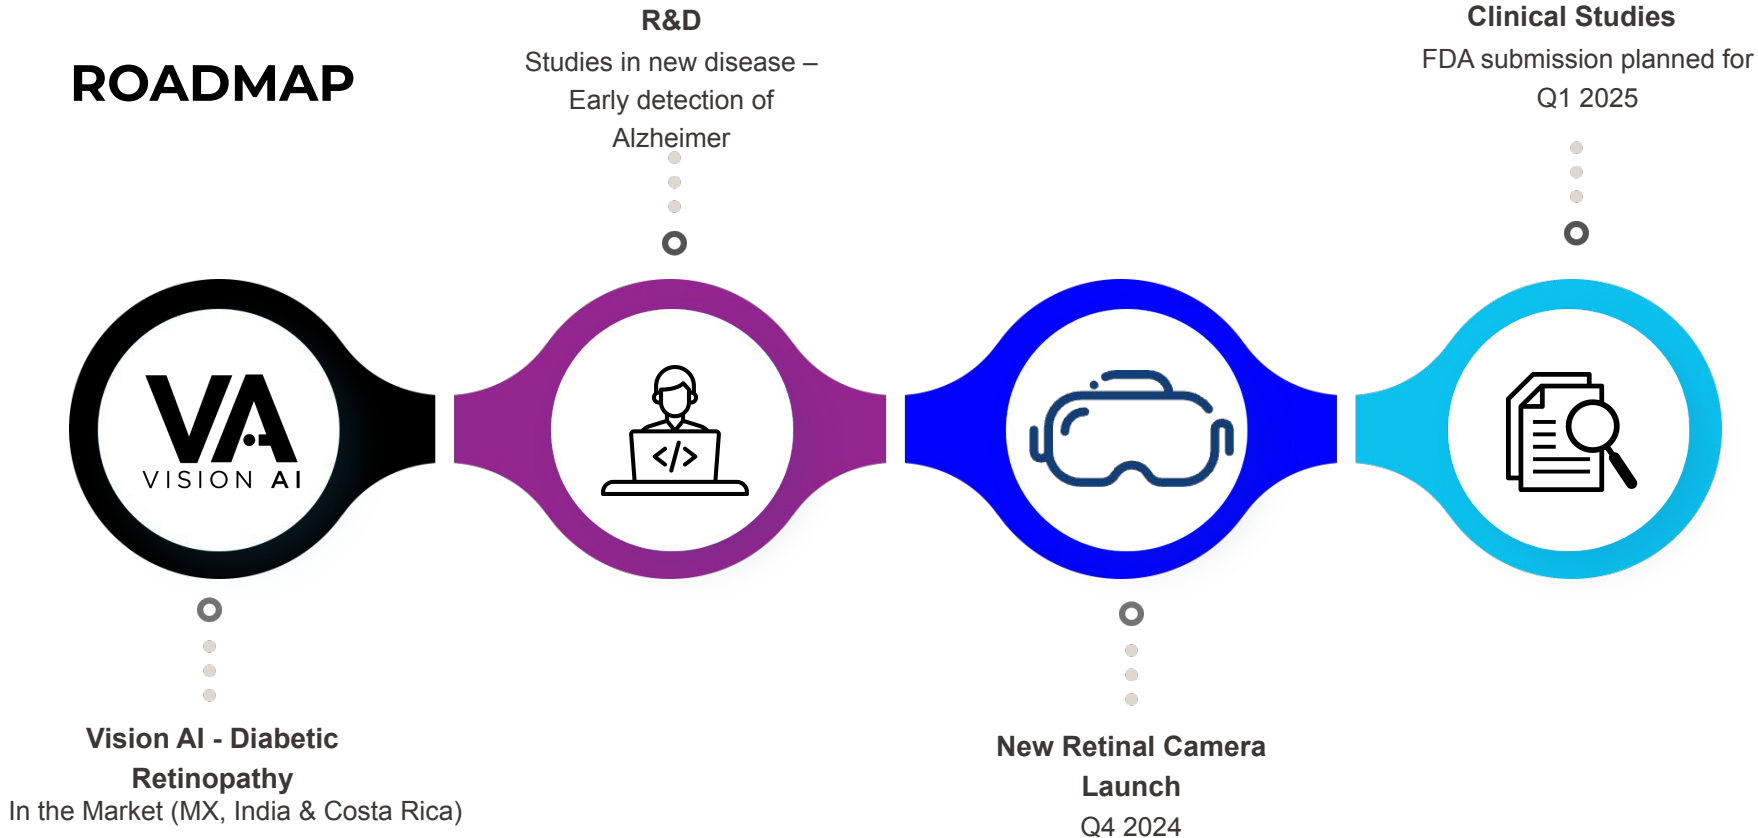 ROADMAP
R&D
Studies in new disease –
Early detection of
Alzheimer
Clinical Studies
FDA submission planned for
Q1 2025
VA
VISION AI
</>
Vision AI - Diabetic
Retinopathy
In the Market (MX, India & Costa Rica)
New Retinal Camera
Launch
Q4 2024